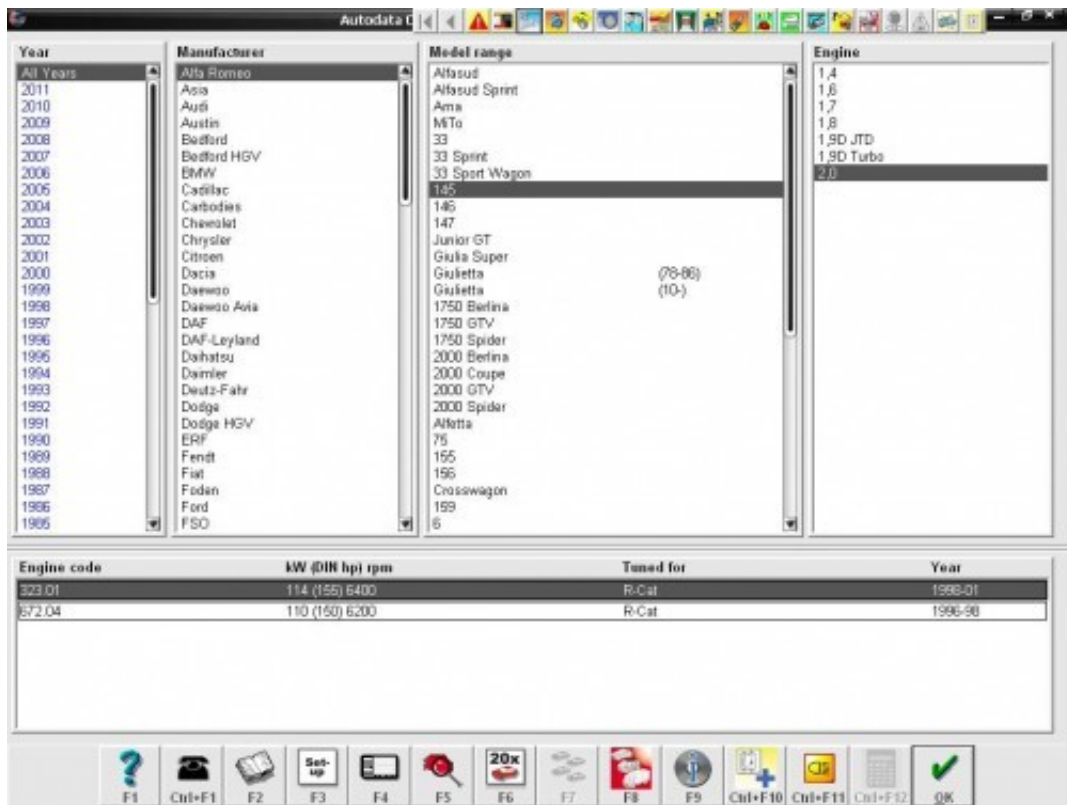 Autodata
Year
All Years
2011
2010
2009
2008
2007
2006
2005
2004
2003
2002
2001
2000
1999
1998
1997
1996
1995
1994
1993
1992
1991
1990
1989
1988
1987
1986
1985
Manufacturer
Alfa Romeo
Asia
Audi
Austin
Bedford
Bedford HGV
BMW
Cadillac
Carbodies
Chevrolet
Chrysler
Citroen
Dacia
Daewoo
Daewoo Avia
DAF
DAF-Leyland
Daihatsu
Daimler
Deutz-Fahr
Dodge
Dodge HGV
ERF
Fendt
Fiat
Foden
Ford
FSO
Model range
Alfasud
Alfasud Sprint
Arna
MiTo
33
33 Sprint
33 Sport Wagon
145
146
147
Junior GT
Giulia Super
Giulietta (78-86)
Giulietta (10-)
1750 Berlina
1750 GTV
1750 Spider
2000 Berlina
2000 Coupe
2000 GTV
2000 Spider
Alfetta
75
155
156
Crosswagon
159
6
Engine
1,4
1,6
1,7
1,8
1,9D JTD
1,9D Turbo
2,0
Engine code kW (DIN hp) rpm Tuned for Year
323.01 114 (155) 6400 R-Cat 1998-01
672.04 110 (150) 6200 R-Cat 1996-98
Set-up
20x
F1 Ctrl+F1 F2 F3 F4 F5 F6 F7 F8 F9 Ctrl+F10 Ctrl+F11 Ctrl+F12 OK